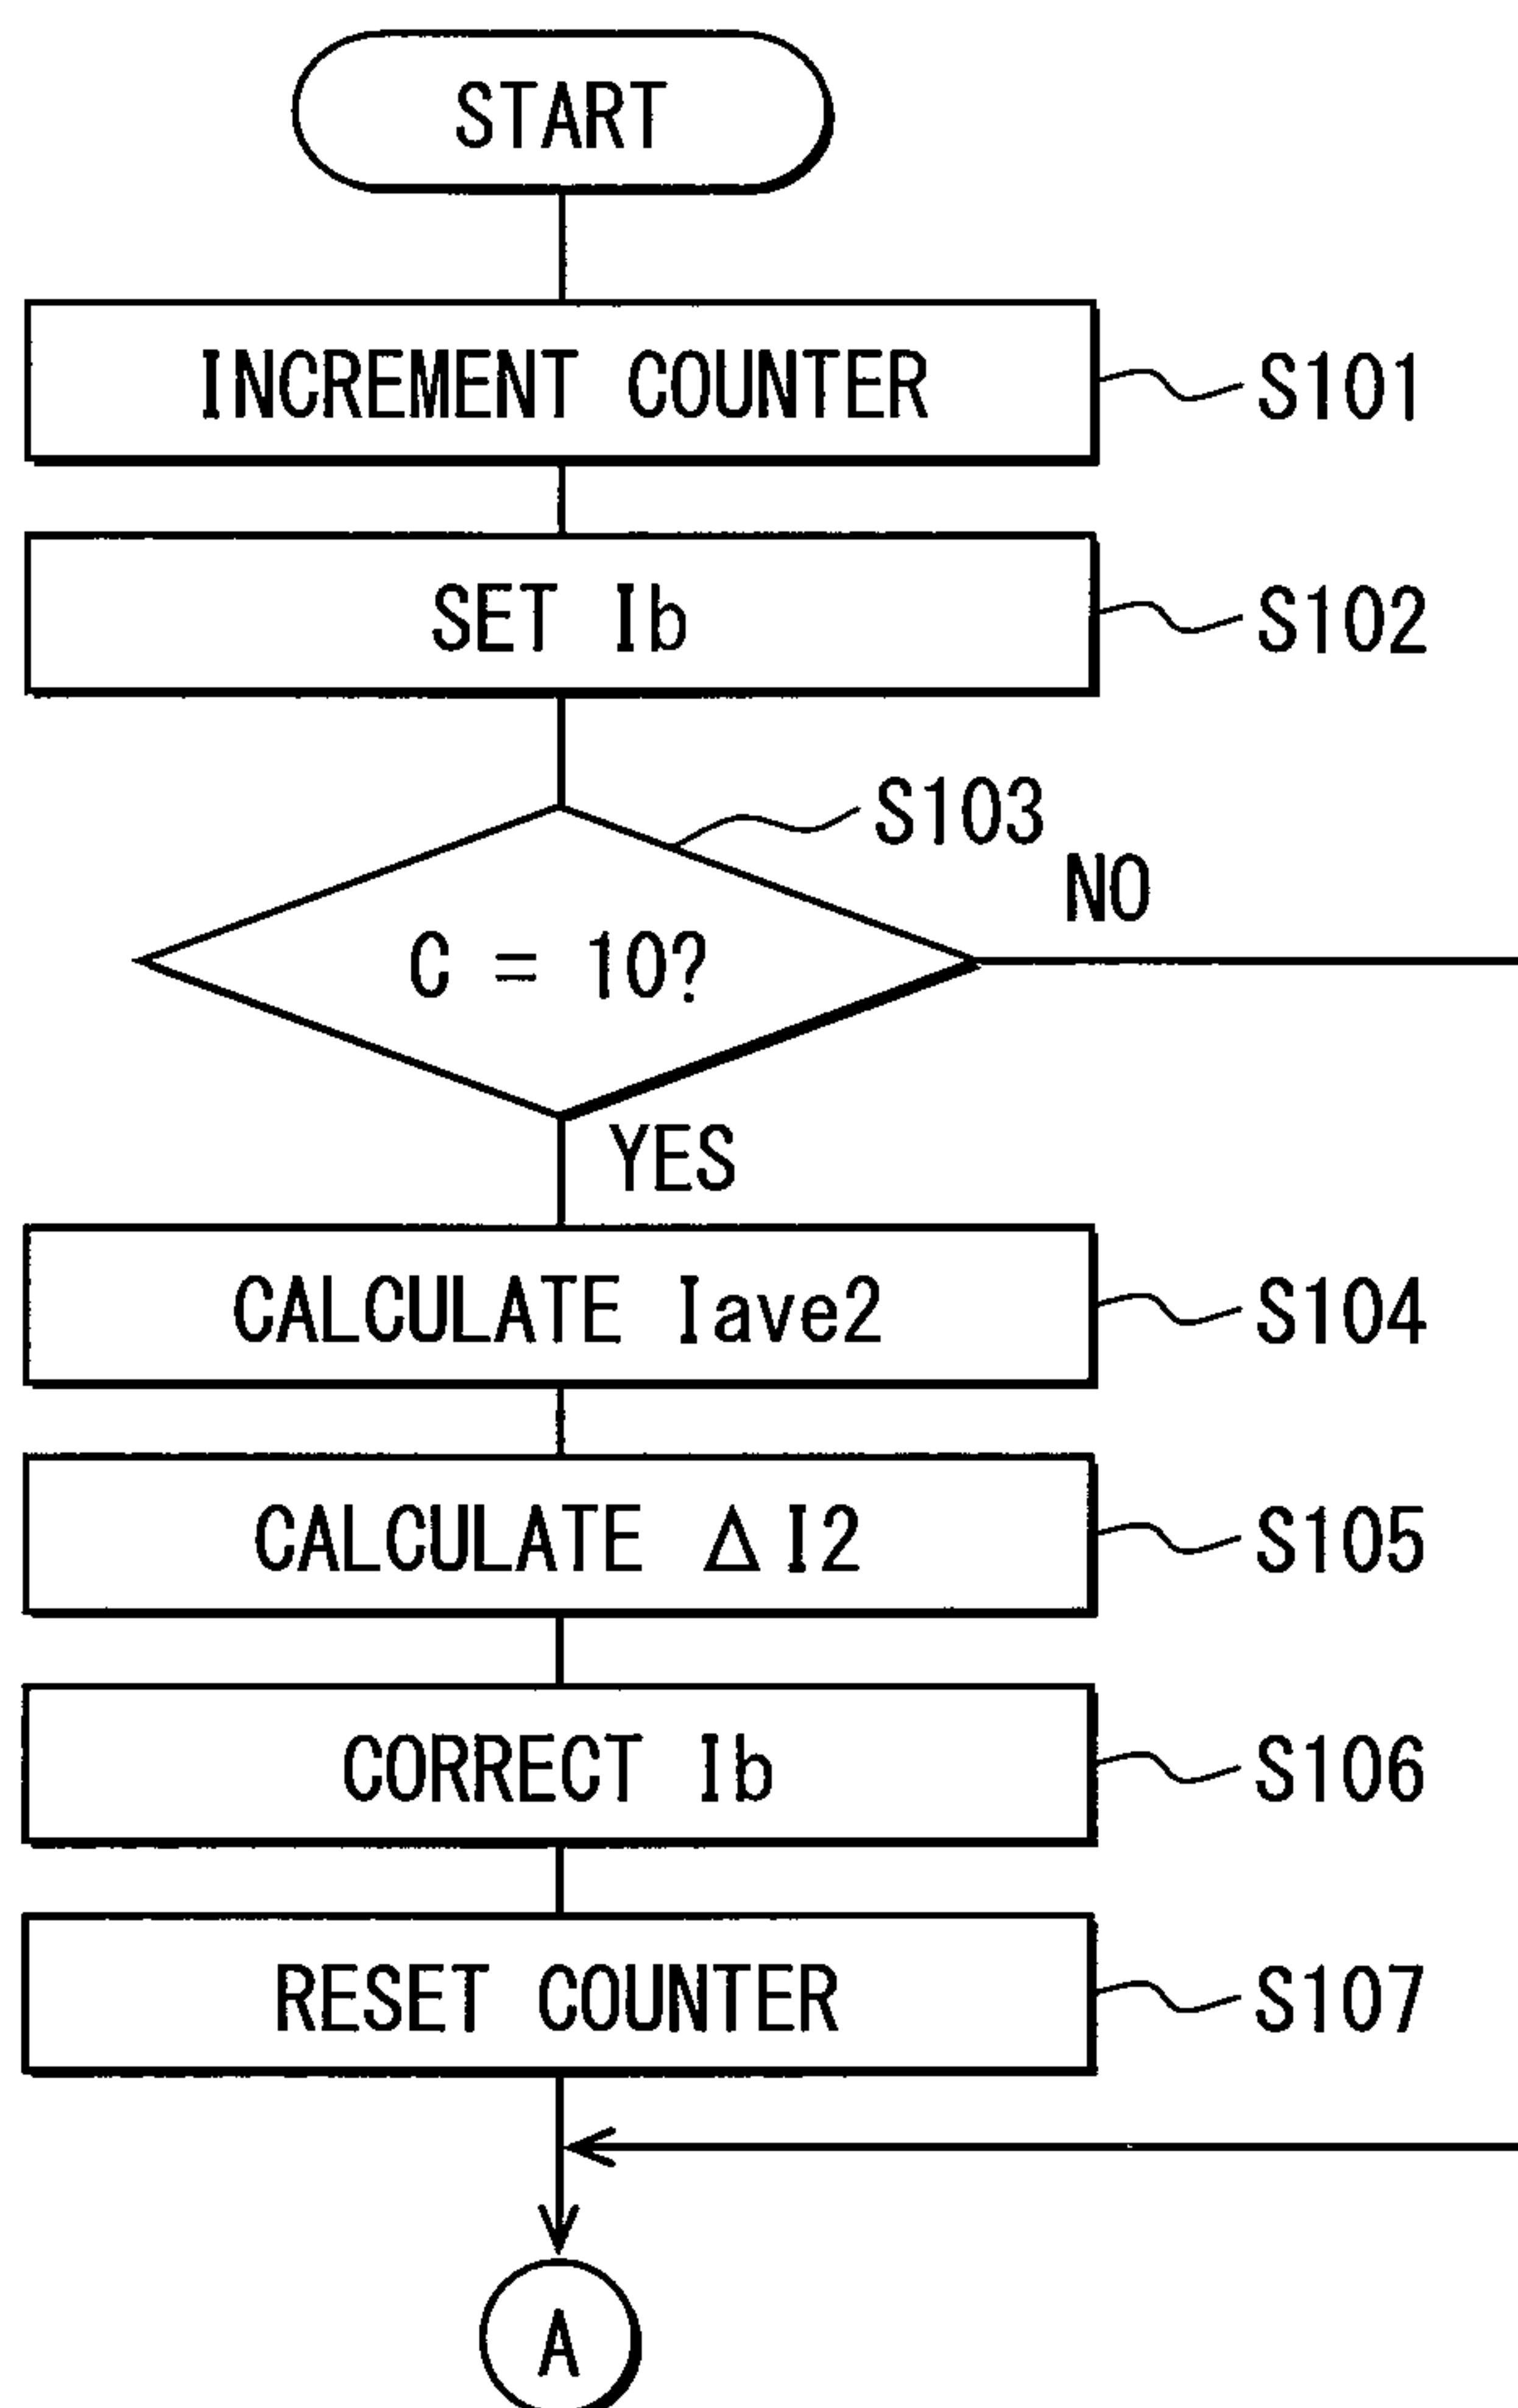 START
INCREMENT COUNTER
S101
SET Ib
S102
S103
C = 10?
NO
YES
CALCULATE Iave2
S104
CALCULATE ΔI2
S105
CORRECT Ib
S106
RESET COUNTER
S107
A